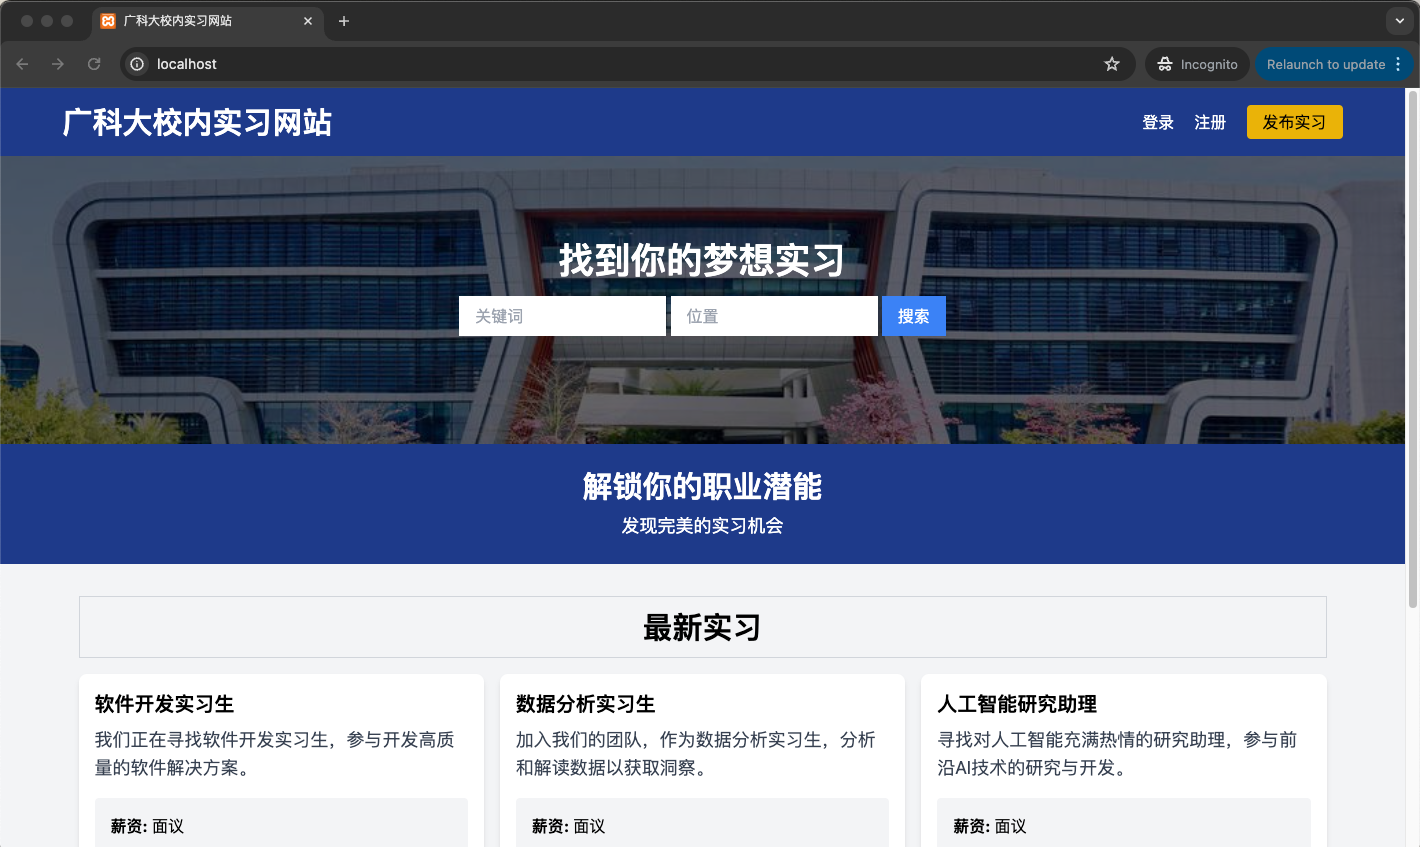 广科大校内实习网站
localhost
Incognito
Relaunch to update
广科大校内实习网站
登录 注册 发布实习
找到你的梦想实习
关键词 位置 搜索
解锁你的职业潜能
发现完美的实习机会
最新实习
软件开发实习生
我们正在寻找软件开发实习生，参与开发高质
量的软件解决方案。
薪资: 面议
数据分析实习生
加入我们的团队，作为数据分析实习生，分析
和解读数据以获取洞察。
薪资: 面议
人工智能研究助理
寻找对人工智能充满热情的研究助理，参与前
沿AI技术的研究与开发。
薪资: 面议